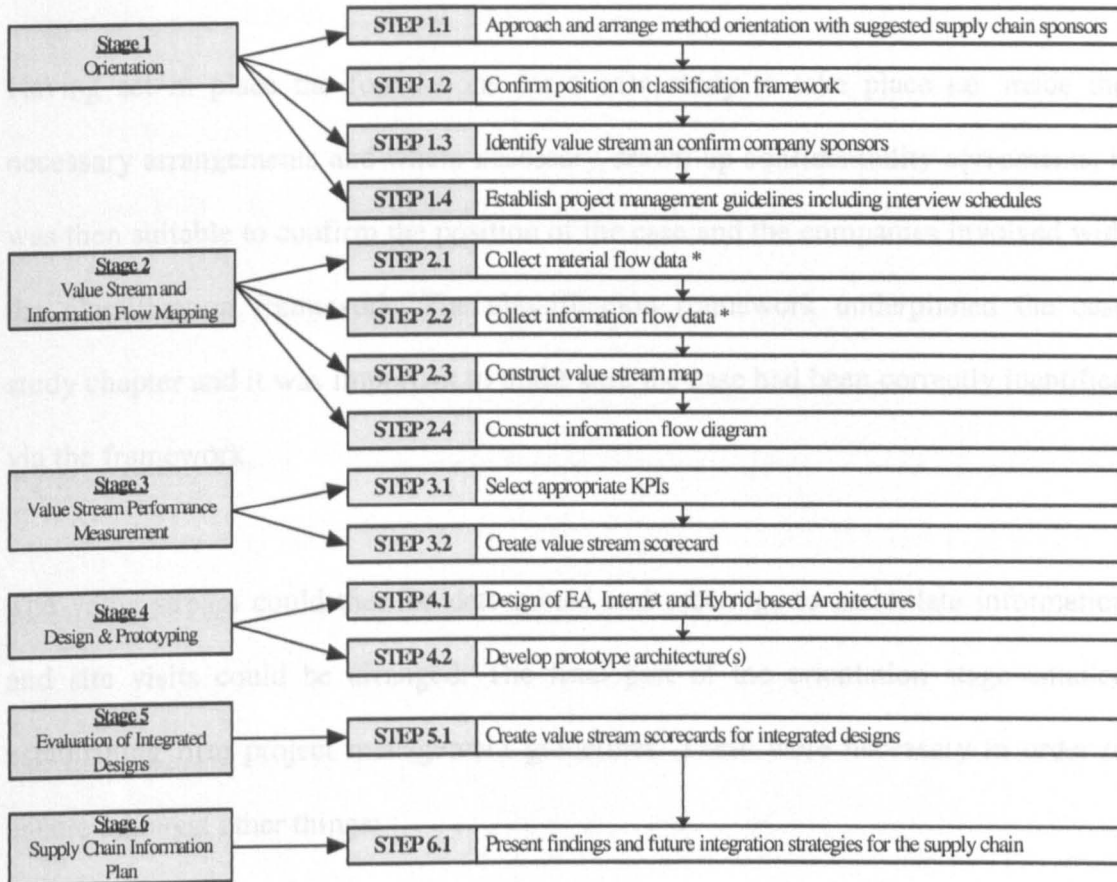 Stage 1
Orientation
STEP 1.1 Approach and arrange method orientation with suggested supply chain sponsors
STEP 1.2 Confirm position on classification framework
STEP 1.3 Identify value stream an confirm company sponsors
STEP 1.4 Establish project management guidelines including interview schedules
Stage 2
Value Stream and
Information Flow Mapping
STEP 2.1 Collect material flow data *
STEP 2.2 Collect information flow data *
STEP 2.3 Construct value stream map
STEP 2.4 Construct information flow diagram
Stage 3
Value Stream Performance
Measurement
STEP 3.1 Select appropriate KPIs
STEP 3.2 Create value stream scorecard
Stage 4
Design & Prototyping
STEP 4.1 Design of EA, Internet and Hybrid-based Architectures
STEP 4.2 Develop prototype architecture(s)
Stage 5
Evaluation of Integrated
Designs
STEP 5.1 Create value stream scorecards for integrated designs
Stage 6
Supply Chain Information
Plan
STEP 6.1 Present findings and future integration strategies for the supply chain